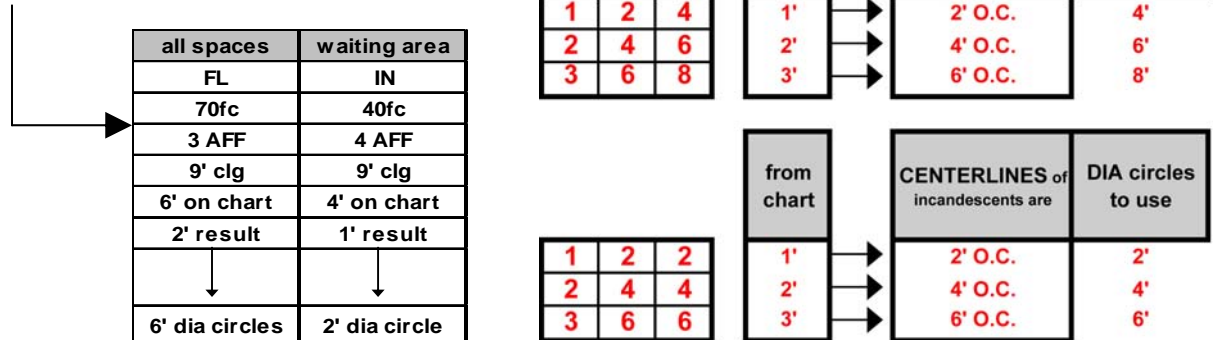 all spaces waiting area
FL IN
70fc 40fc
3 AFF 4 AFF
9' clg 9' clg
6' on chart 4' on chart
2' result 1' result
6' dia circles 2' dia circle
1 2 4 1' 2' O.C. 4'
2 4 6 2' 4' O.C. 6'
3 6 8 3' 6' O.C. 8'
from CENTERLINES of DIA circles
chart incandescents are to use
1 2 2 1' 2' O.C. 2'
2 4 4 2' 4' O.C. 4'
3 6 6 3' 6' O.C. 6'